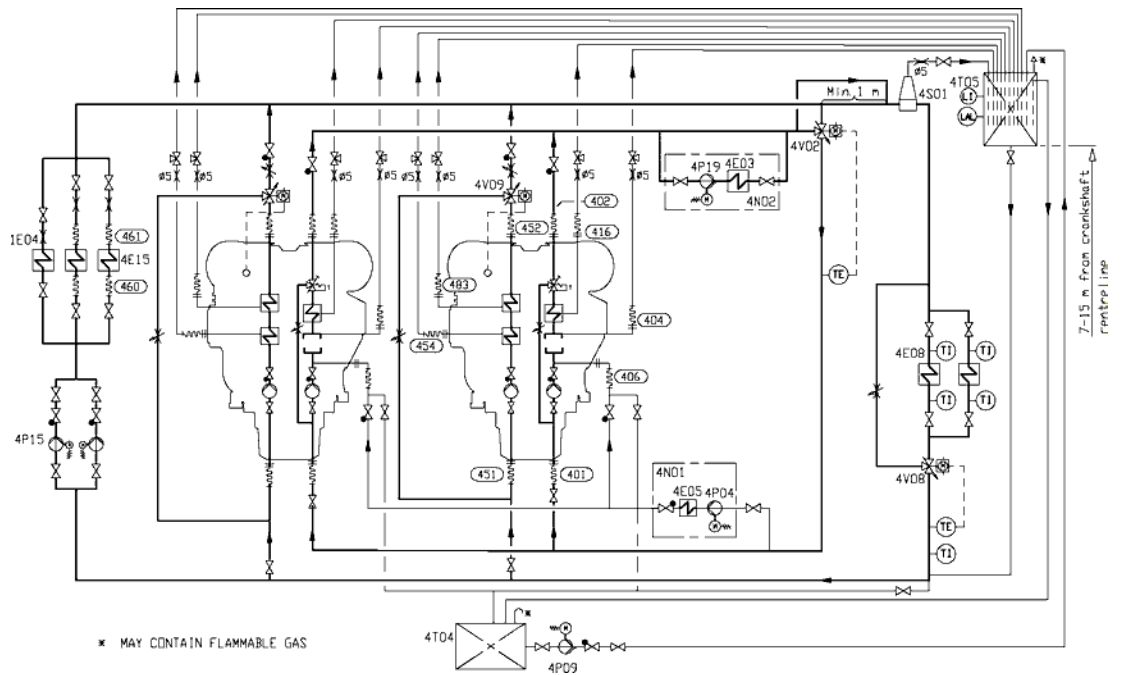 ø5
4T05
4S01
Min. 1 m
LI
LAL
4V02
4E03
4P19
ø5
ø5
ø5
ø5
4V09
4N02
402
452
416
1E04
461
4E15
460
TE
483
404
454
4E08
TI
TI
406
TI
TI
7-15 m from crankshaft
centreline
4P15
451
401
4N01
4E05
4P04
4V08
TE
TI
* MAY CONTAIN FLAMMABLE GAS
4T04
4P09